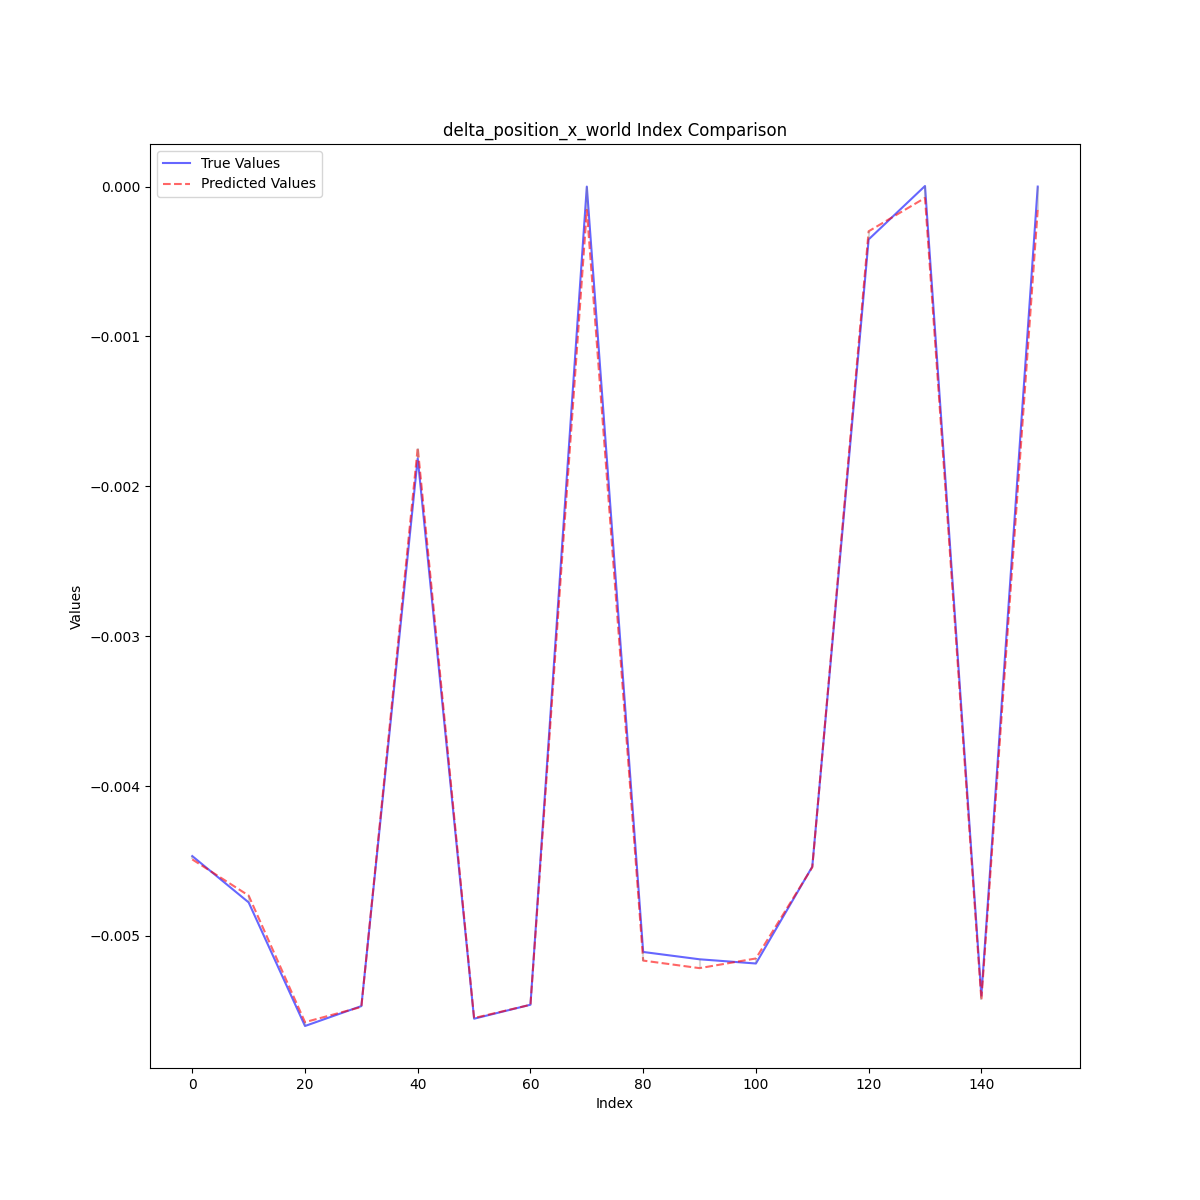 delta_position_x_world Index Comparison
True Values
Predicted Values
0.000
−0.001
−0.002
−0.003
−0.004
−0.005
Values
0 20 40 60 80 100 120 140
Index